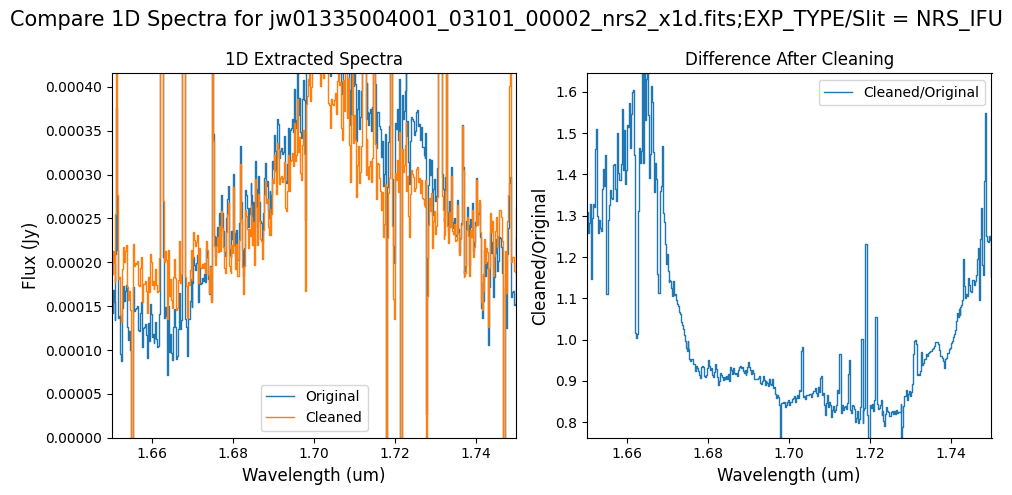 Compare 1D Spectra for jw01335004001_03101_00002_nrs2_x1d.fits;EXP_TYPE/Slit = NRS_IFU
1D Extracted Spectra
Flux (Jy)
0.00040
0.00035
0.00030
0.00025
0.00020
0.00015
0.00010
0.00005
0.00000
Original
Cleaned
1.66
1.68
1.70
1.72
1.74
Wavelength (um)
Difference After Cleaning
Cleaned/Original
Cleaned/Original
1.6
1.5
1.4
1.3
1.2
1.1
1.0
0.9
0.8
1.66
1.68
1.70
1.72
1.74
Wavelength (um)